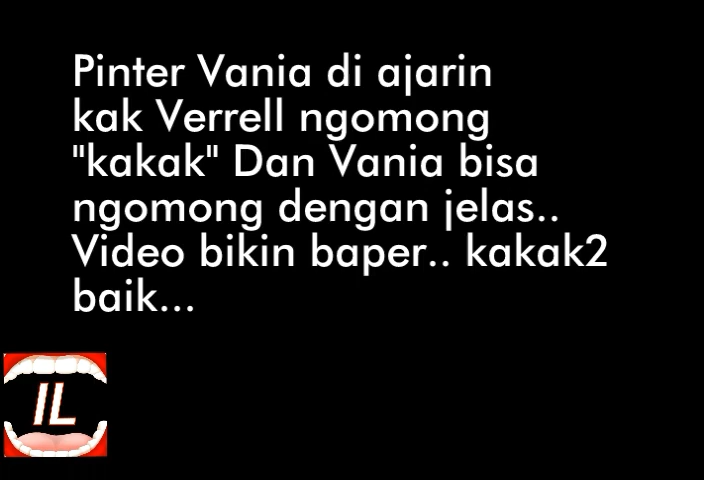 Pinter Vania di ajarin
kak Verrell ngomong
"kakak" Dan Vania bisa
ngomong dengan jelas..
Video bikin baper.. kakak2
baik...
IL